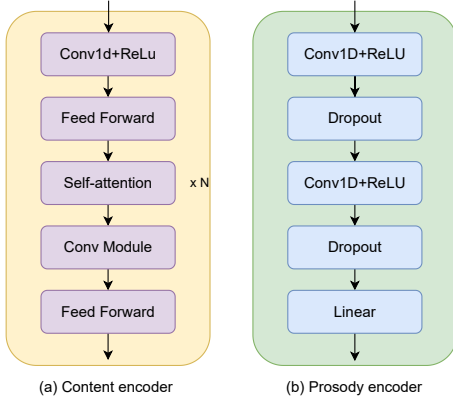 Conv1d+ReLu
Feed Forward
Self-attention
x N
Conv Module
Feed Forward
(a) Content encoder
Conv1D+ReLU
Dropout
Conv1D+ReLU
Dropout
Linear
(b) Prosody encoder